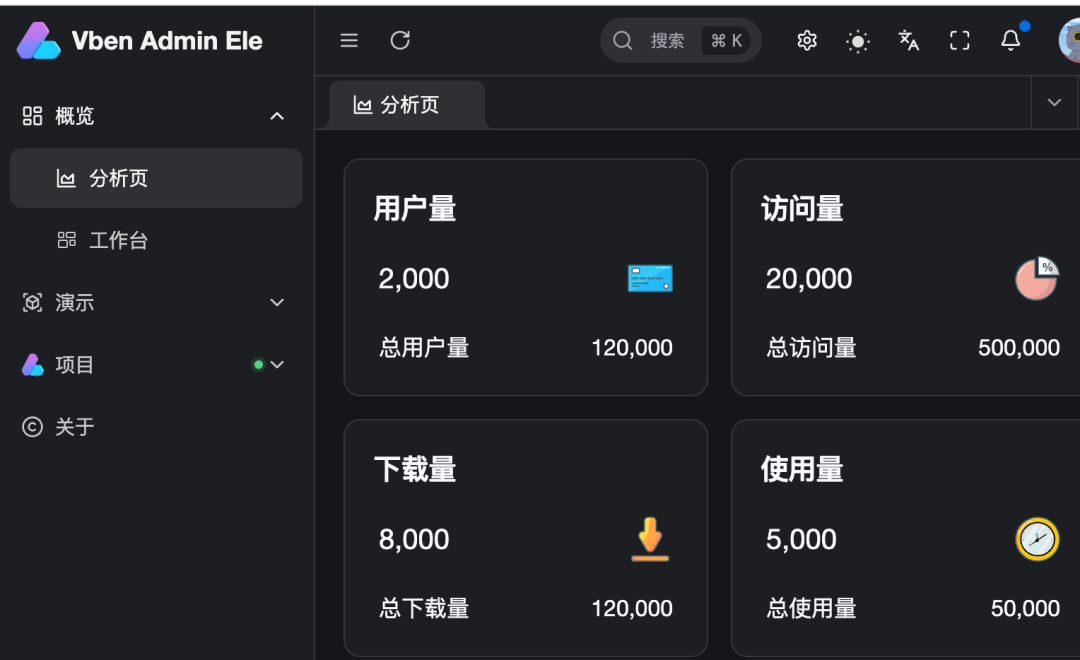 Vben Admin Ele
搜索 ⌘ K
概览
分析页
工作台
演示
项目
关于
分析页
用户量
2,000
总用户量 120,000
访问量
20,000
%
总访问量 500,000
下载量
8,000
总下载量 120,000
使用量
5,000
总使用量 50,000